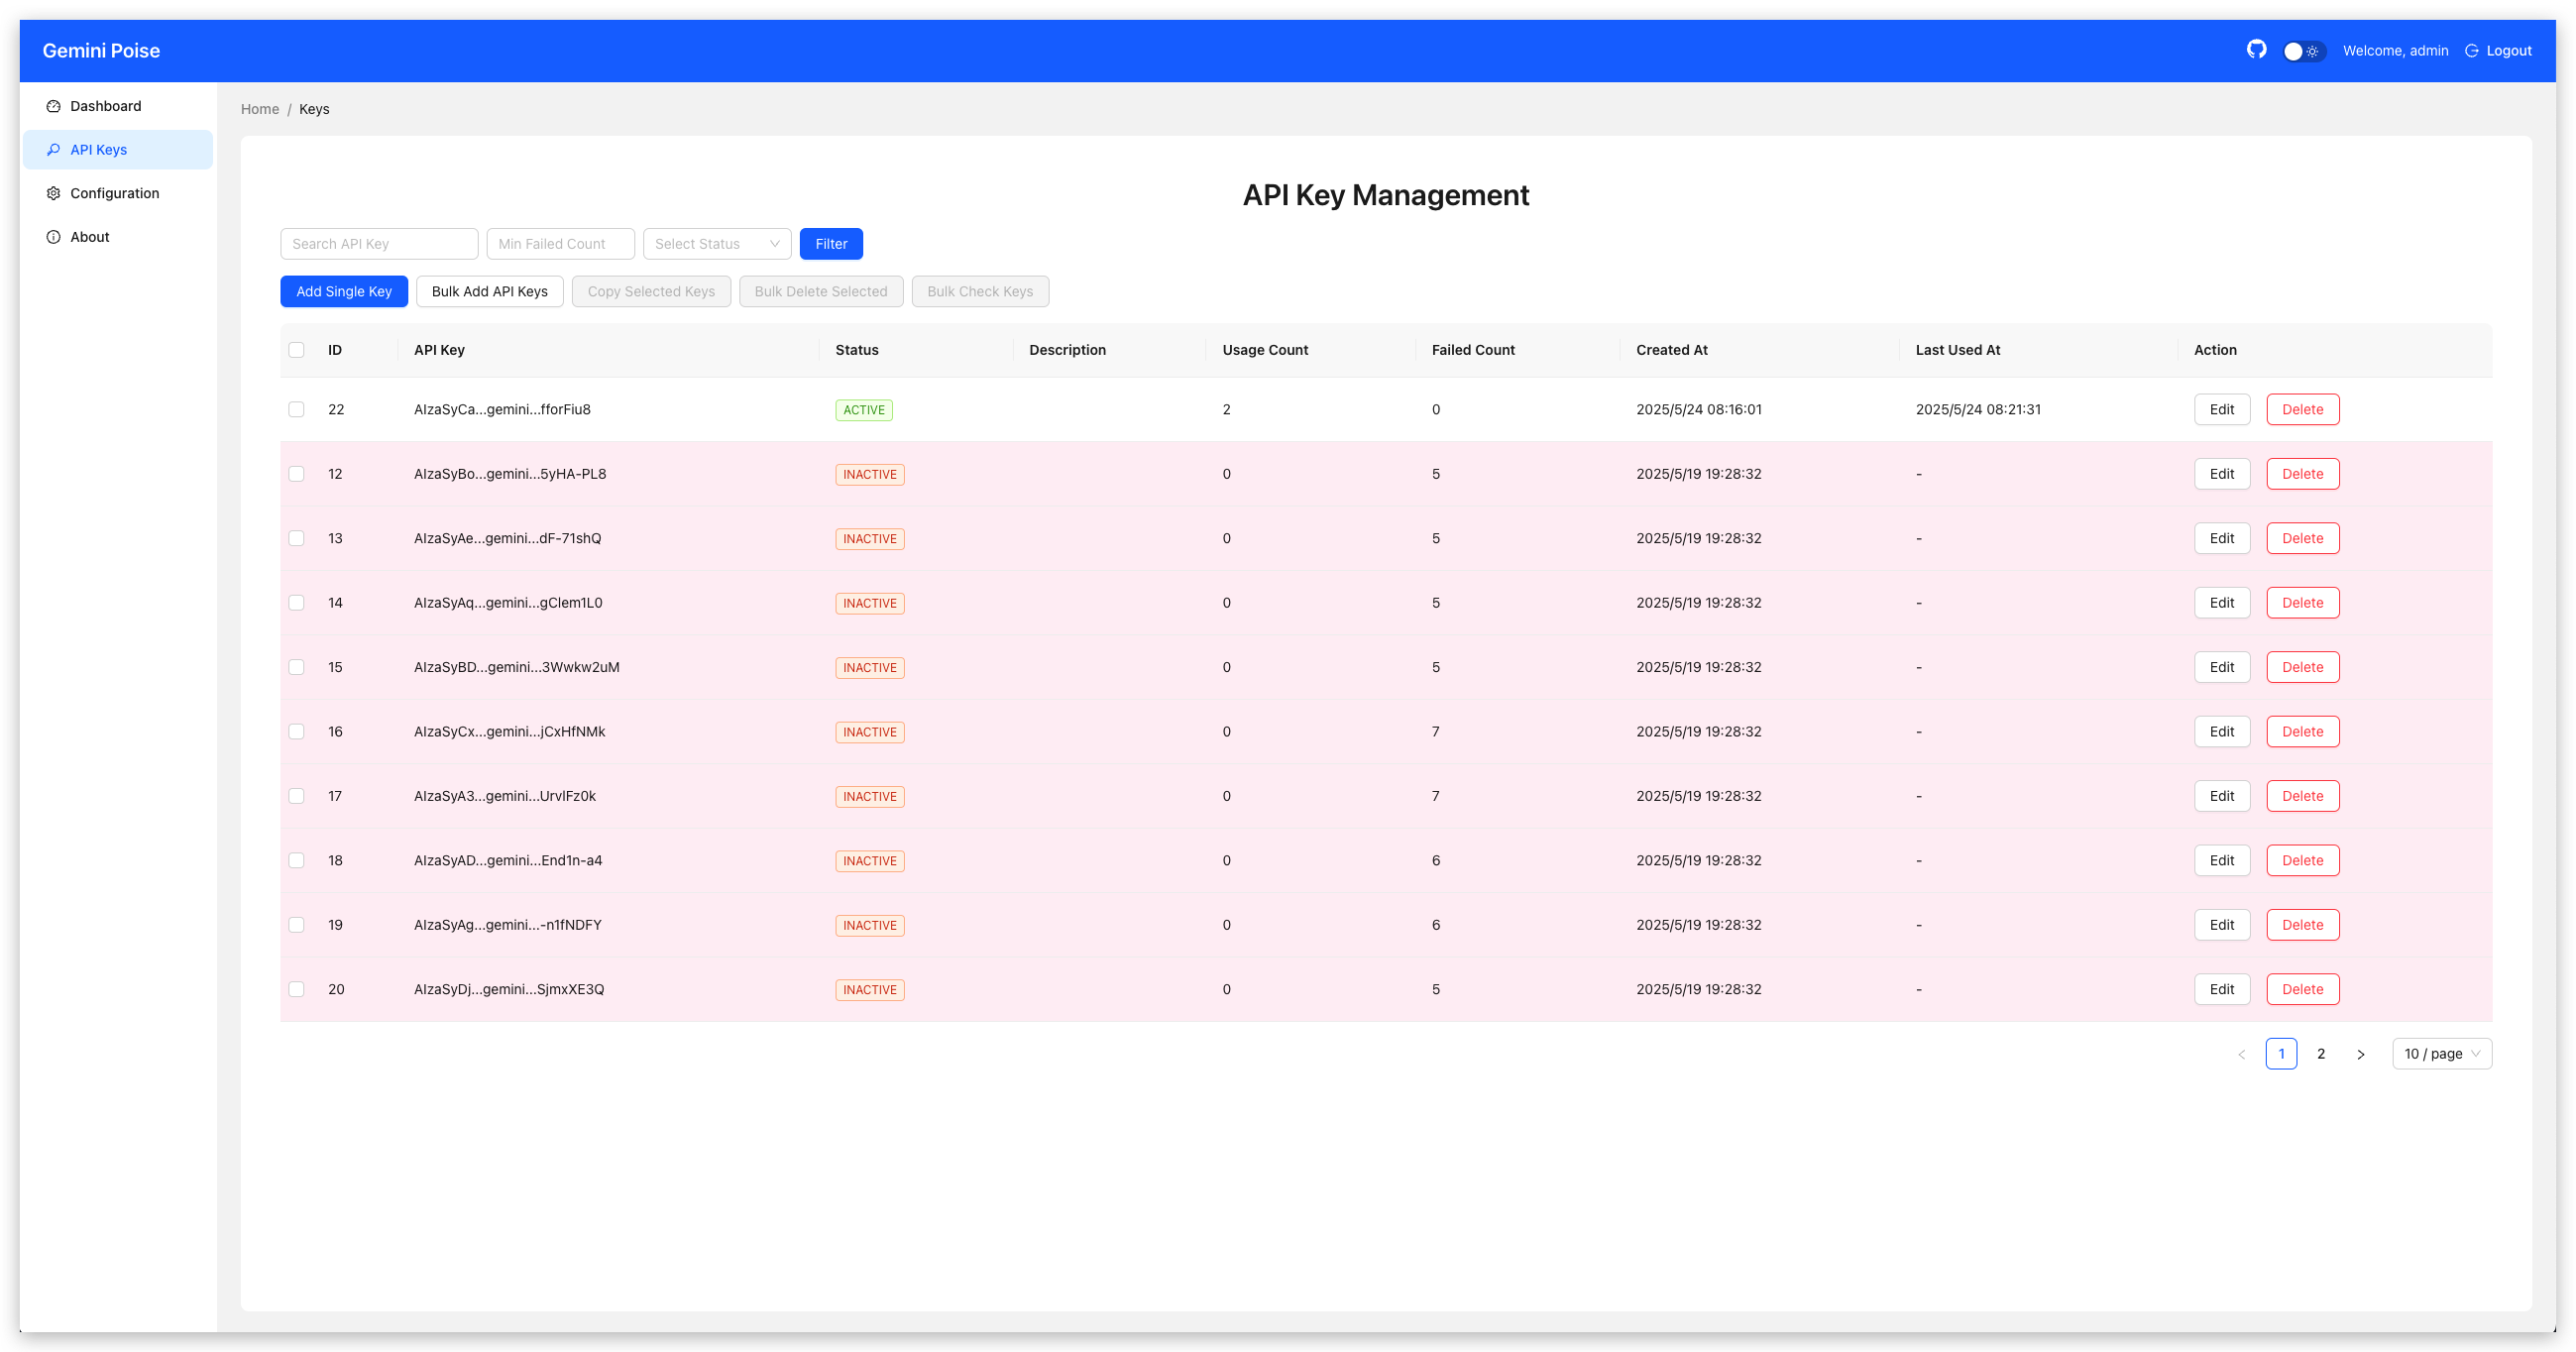 Gemini Poise
Welcome, admin
Logout
Dashboard
API Keys
Configuration
About
Home / Keys
API Key Management
Search API Key
Min Failed Count
Select Status
Filter
Add Single Key
Bulk Add API Keys
Copy Selected Keys
Bulk Delete Selected
Bulk Check Keys
ID API Key Status Description Usage Count Failed Count Created At Last Used At Action
22 AIzaSyCa...gemini...fforFiu8 ACTIVE 2 0 2025/5/24 08:16:01 2025/5/24 08:21:31 Edit Delete
12 AIzaSyBo...gemini...5yHA-PL8 INACTIVE 0 5 2025/5/19 19:28:32 - Edit Delete
13 AIzaSyAe...gemini...dF-71shQ INACTIVE 0 5 2025/5/19 19:28:32 - Edit Delete
14 AIzaSyAq...gemini...gClem1L0 INACTIVE 0 5 2025/5/19 19:28:32 - Edit Delete
15 AIzaSyBD...gemini...3Wwkw2uM INACTIVE 0 5 2025/5/19 19:28:32 - Edit Delete
16 AIzaSyCx...gemini...jCxHfNMk INACTIVE 0 7 2025/5/19 19:28:32 - Edit Delete
17 AIzaSyA3...gemini...UrvIFz0k INACTIVE 0 7 2025/5/19 19:28:32 - Edit Delete
18 AIzaSyAD...gemini...End1n-a4 INACTIVE 0 6 2025/5/19 19:28:32 - Edit Delete
19 AIzaSyAg...gemini...-n1fNDFY INACTIVE 0 6 2025/5/19 19:28:32 - Edit Delete
20 AIzaSyDj...gemini...SjmxXE3Q INACTIVE 0 5 2025/5/19 19:28:32 - Edit Delete
< 1 2 > 10 / page